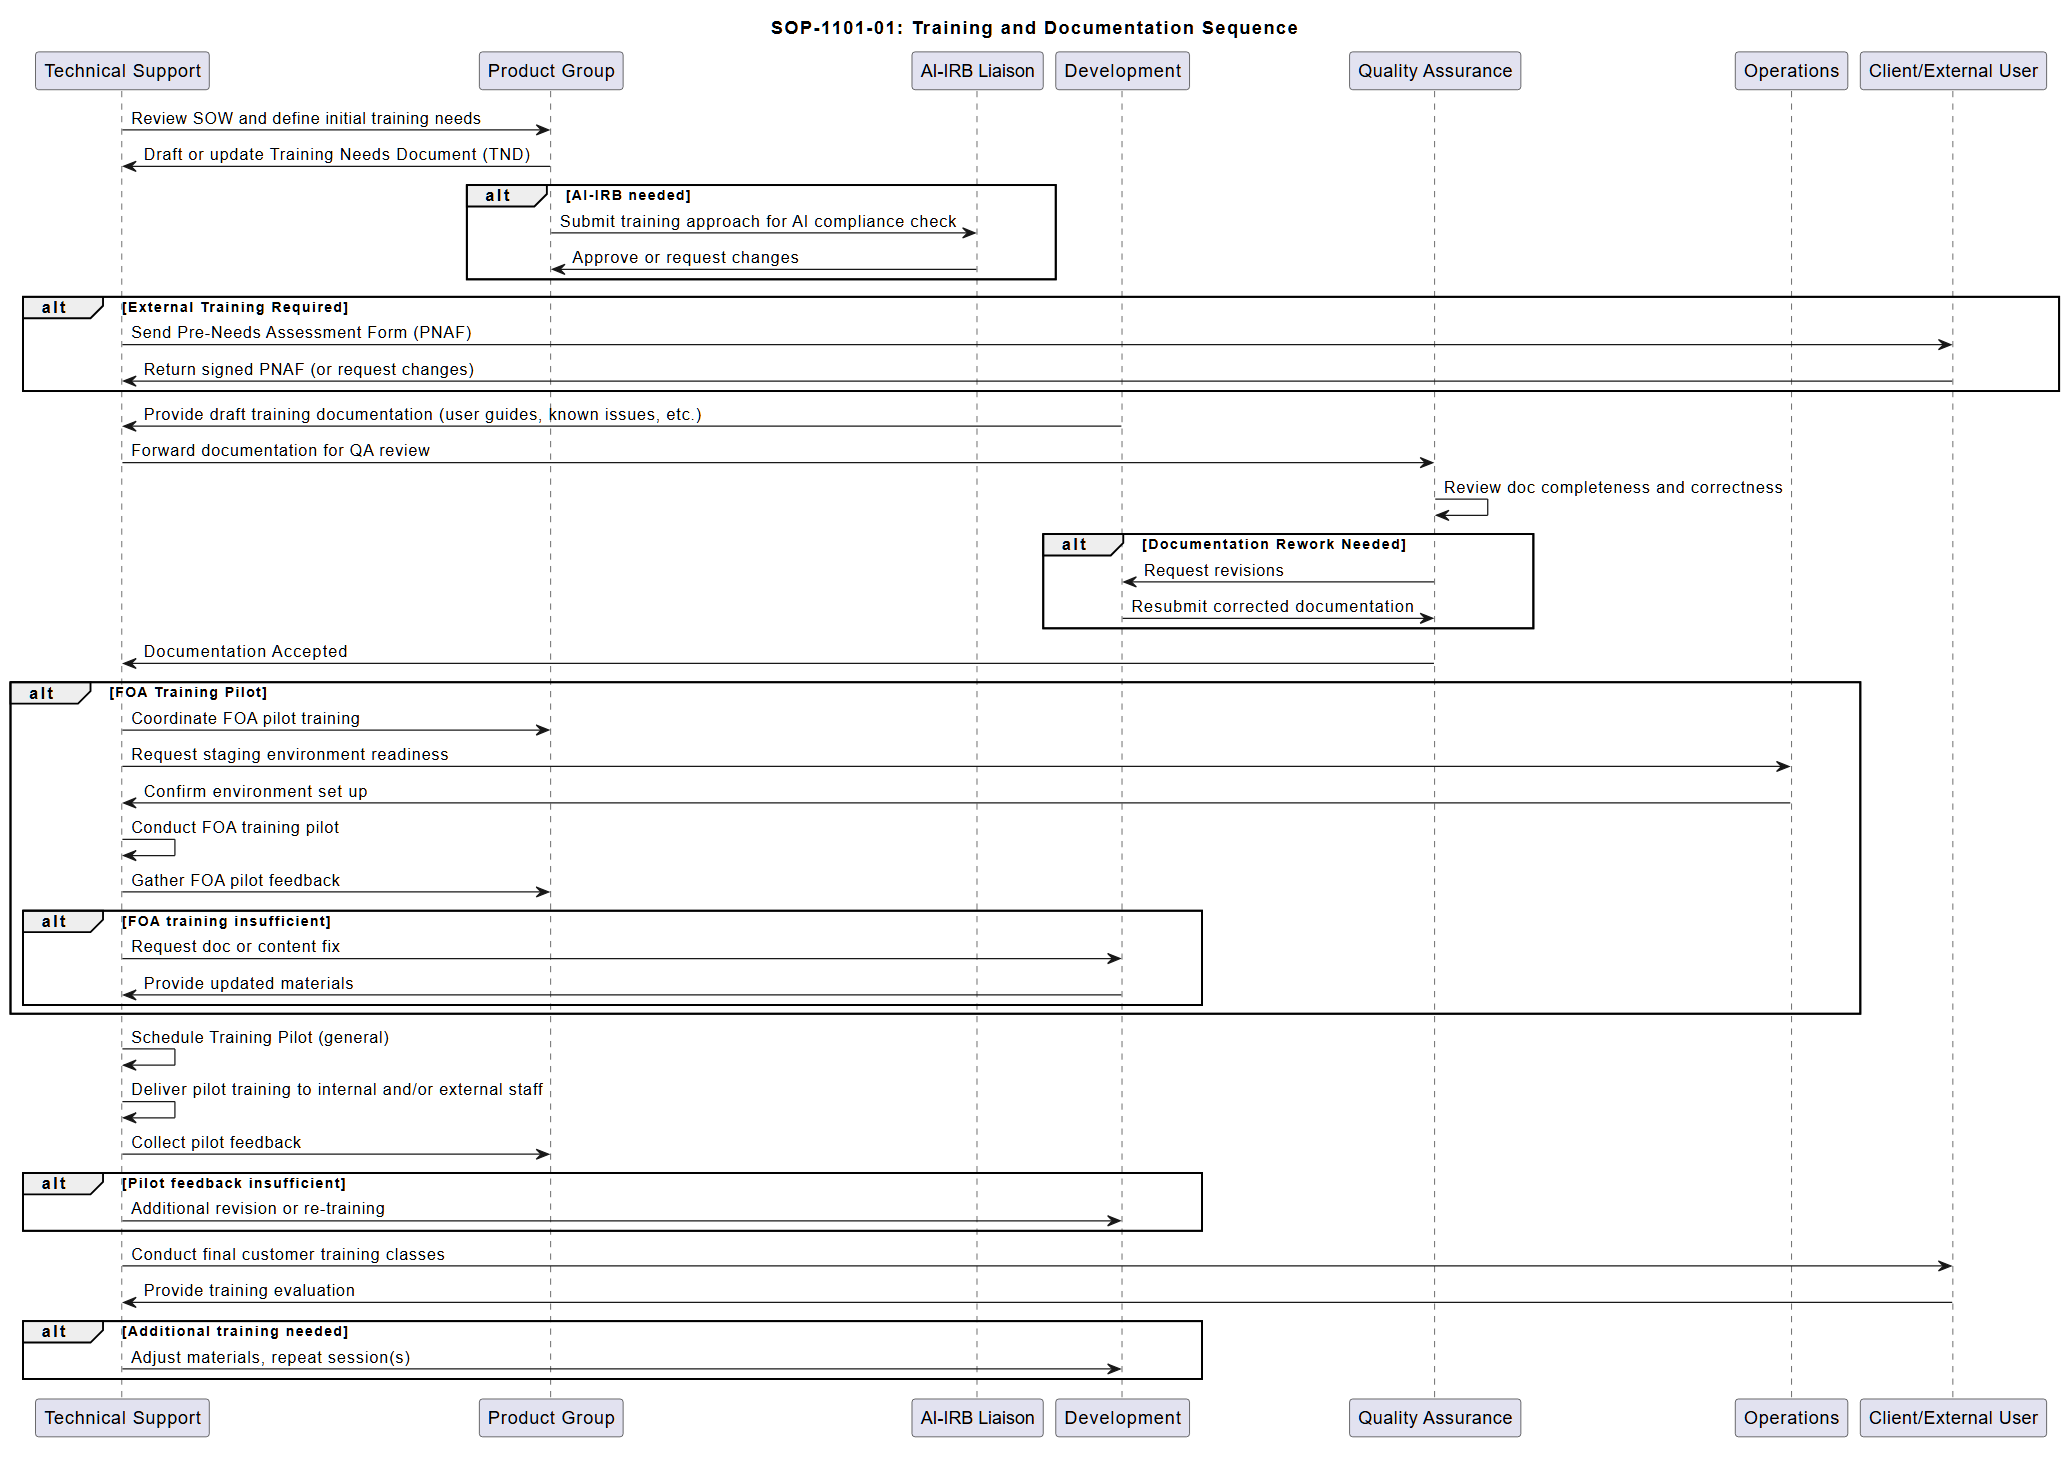 SOP-1101-01: Training and Documentation Sequence
Technical Support
Product Group
AI-IRB Liaison
Development
Quality Assurance
Operations
Client/External User
Review SOW and define initial training needs
Draft or update Training Needs Document (TND)
alt [AI-IRB needed]
Submit training approach for AI compliance check
Approve or request changes
alt [External Training Required]
Send Pre-Needs Assessment Form (PNAF)
Return signed PNAF (or request changes)
Provide draft training documentation (user guides, known issues, etc.)
Forward documentation for QA review
Review doc completeness and correctness
alt [Documentation Rework Needed]
Request revisions
Resubmit corrected documentation
Documentation Accepted
alt [FOA Training Pilot]
Coordinate FOA pilot training
Request staging environment readiness
Confirm environment set up
Conduct FOA training pilot
Gather FOA pilot feedback
alt [FOA training insufficient]
Request doc or content fix
Provide updated materials
Schedule Training Pilot (general)
Deliver pilot training to internal and/or external staff
Collect pilot feedback
alt [Pilot feedback insufficient]
Additional revision or re-training
Conduct final customer training classes
Provide training evaluation
alt [Additional training needed]
Adjust materials, repeat session(s)
Technical Support
Product Group
AI-IRB Liaison
Development
Quality Assurance
Operations
Client/External User